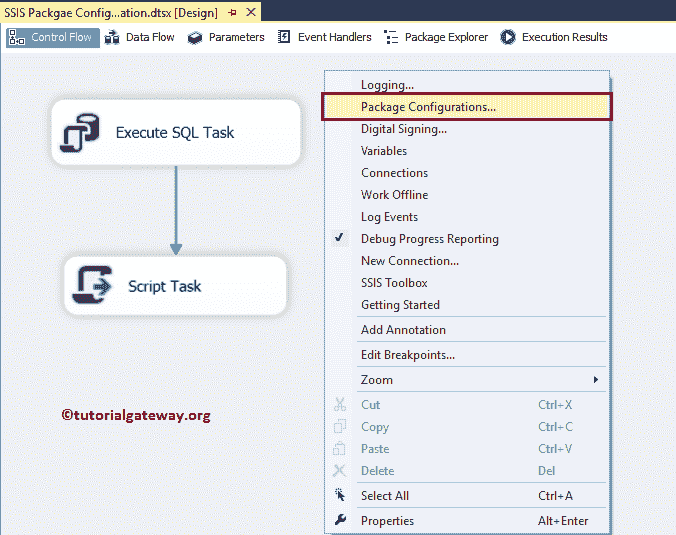 SSIS Packgae Config...ation.dtsx [Design]
Control Flow Data Flow Parameters Event Handlers Package Explorer Execution Results
Logging...
Package Configurations...
Execute SQL Task
Digital Signing...
Variables
Connections
Work Offline
Log Events
Debug Progress Reporting
New Connection...
Script Task
SSIS Toolbox
Getting Started
Add Annotation
Edit Breakpoints...
Zoom
©tutorialgateway.org
Cut Ctrl+X
Copy Ctrl+C
Paste Ctrl+V
Delete Del
Select All Ctrl+A
Properties Alt+Enter